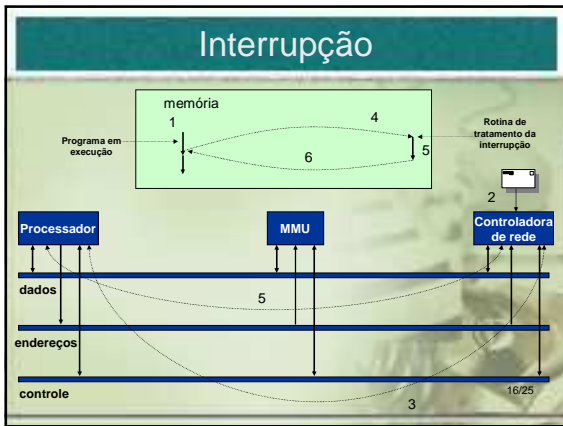 Interrupção
memória
1
4
Programa em
execução
5
Rotina de
tratamento da
interrupção
6
2
Processador
MMU
Controladora
de rede
dados
5
endereços
controle
16/25
3